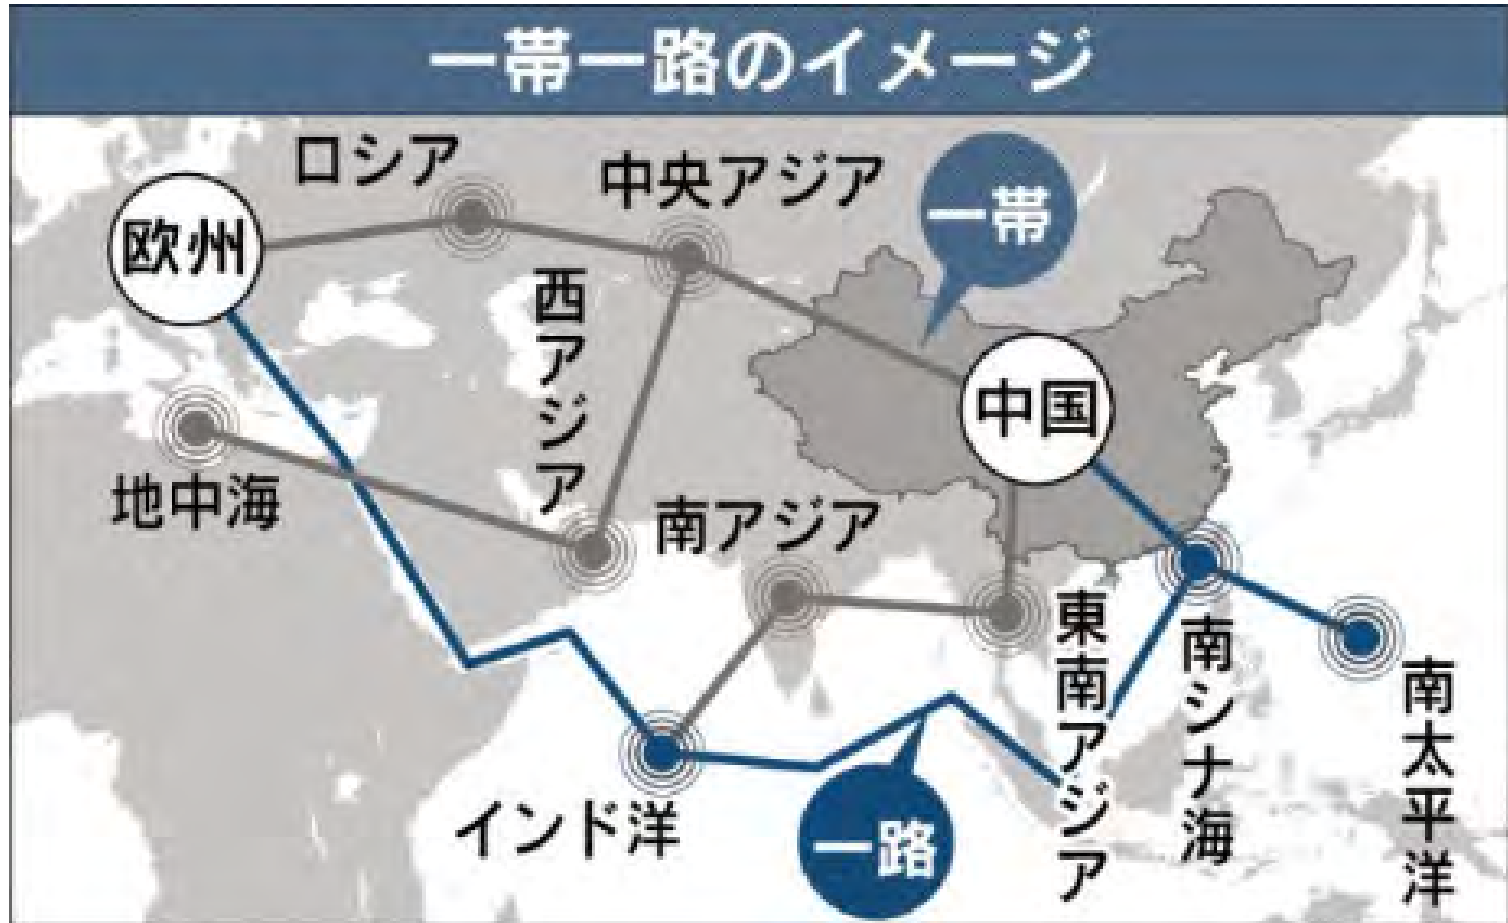 一帯一路のイメージ
ロシア
中央アジア
一帯
欧州
西アジア
中国
地中海
南アジア
東南アジア
南シナ海
南太平洋
インド洋
一路